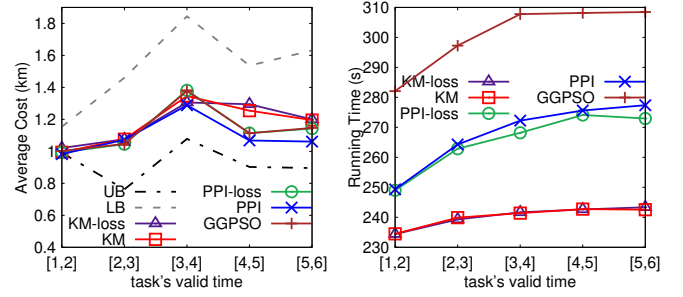 1.8
1.6
1.4
1.2
1
0.8
0.6
0.4
Average Cost (km)
UB
LB
KM-loss
KM
PPI-loss
PPI
GGPSO
[1,2] [2,3] [3,4] [4,5] [5,6]
task's valid time
310
300
290
280
270
260
250
240
230
Running Time (s)
KM-loss
KM
PPI-loss
PPI
GGPSO
[1,2] [2,3] [3,4] [4,5] [5,6]
task's valid time